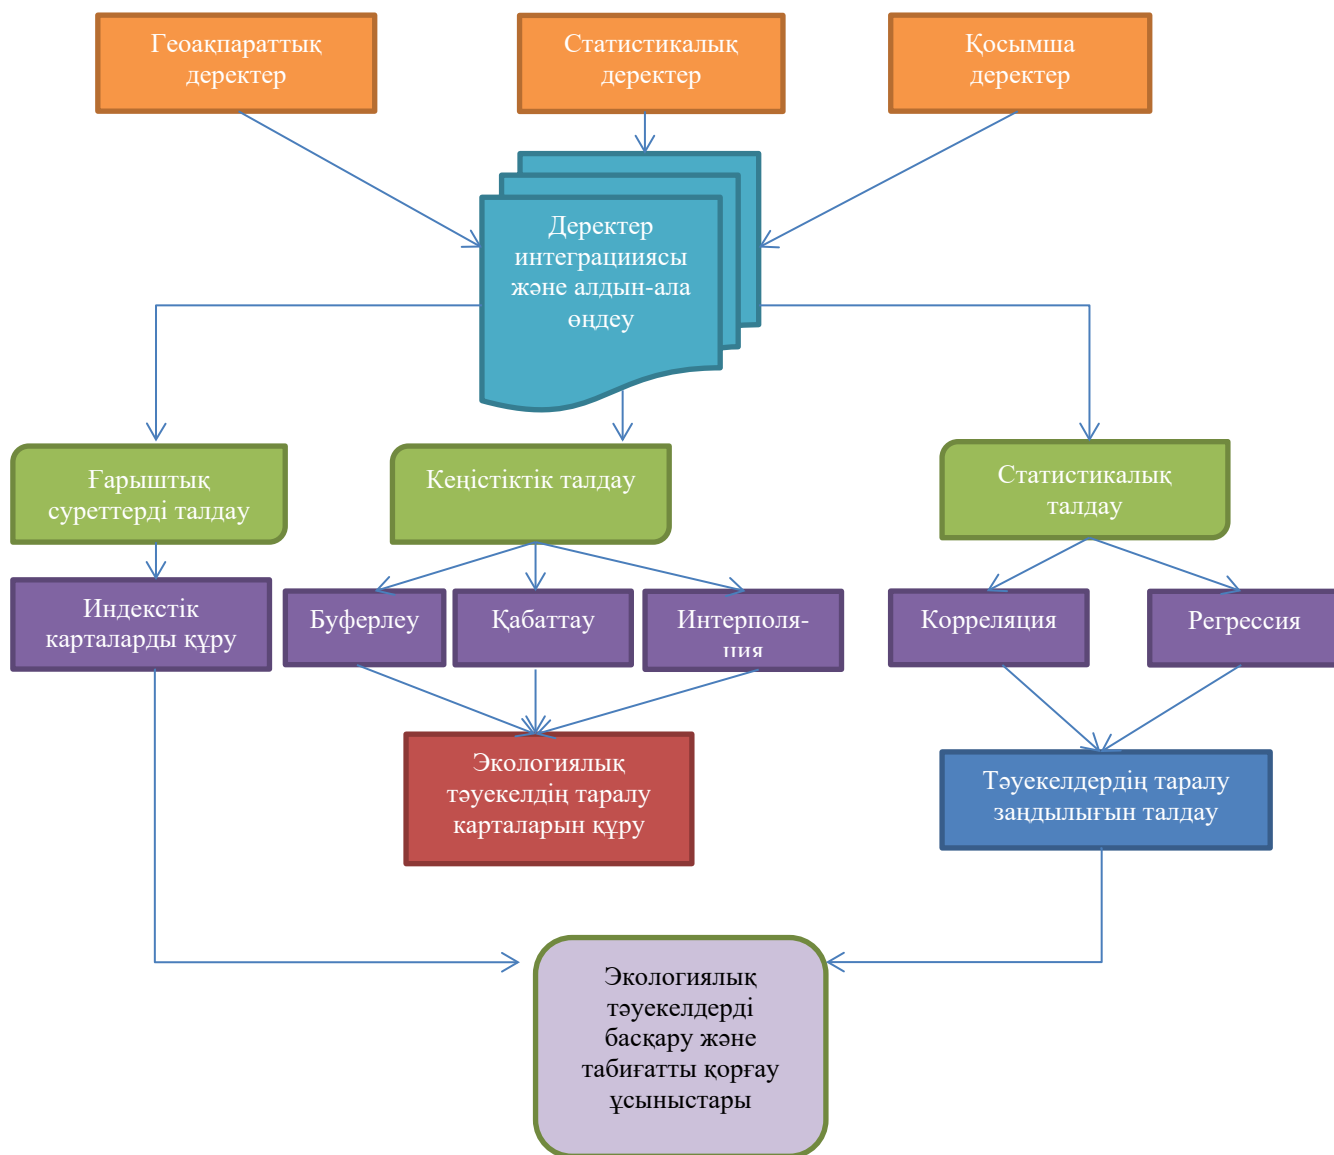 Геоақпараттық
деректер
Статистикалық
деректер
Қосымша
деректер
Деректер
интеграцииясы
және алдын-ала
өңдеу
Ғарыштық
суреттерді талдау
Кеңістіктік талдау
Статистикалық
талдау
Индекстік
карталарды құру
Буферлеу
Қабаттау
Интерполя-
ция
Корреляция
Регрессия
Экологиялық
тәуекелдің таралу
карталарын құру
Тәуекелдердің таралу
заңдылығын талдау
Экологиялық
тәуекелдерді
басқару және
табиғатты қорғау
ұсыныстары